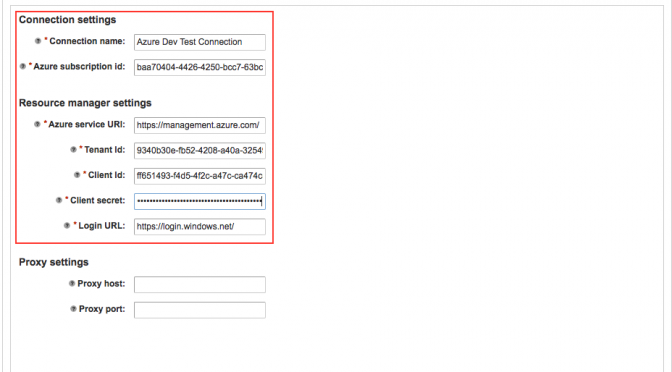 Connection settings
* Connection name: Azure Dev Test Connection
* Azure subscription id: baa70404-4426-4250-bcc7-63bc
Resource manager settings
* Azure service URI: https://management.azure.com/
* Tenant Id: 9340b30e-fb52-4208-a40a-3254
* Client Id: ff651493-f4d5-4f2c-a47c-ca474c
* Client secret:
* Login URL: https://login.windows.net/
Proxy settings
Proxy host:
Proxy port: